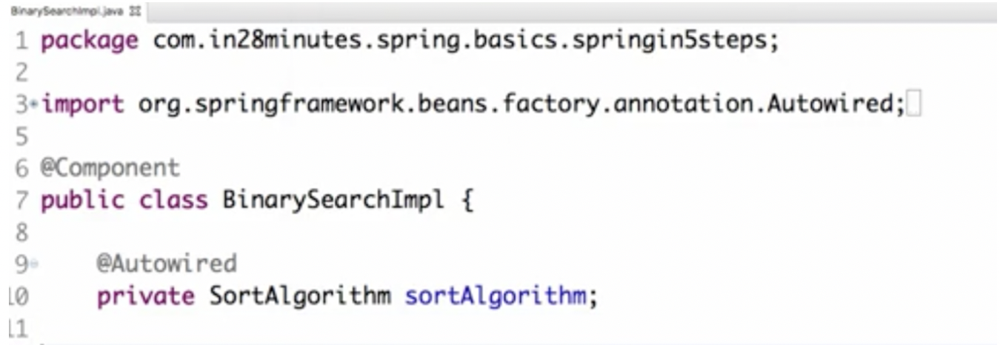 BinarySearchImpl.java
1 package com.in28minutes.spring.basics.springin5steps;
2
3 import org.springframework.beans.factory.annotation.Autowired;
5
6 @Component
7 public class BinarySearchImpl {
8
9 @Autowired
10 private SortAlgorithm sortAlgorithm;
11